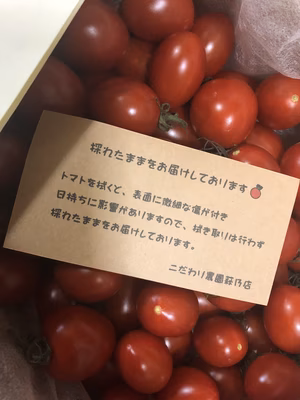 採れたままをお届けしております
トマトを拭くと、表面に微細な傷が付き
日持ちに影響がありますので、拭き取りは行わず
採れたままをお届けしております。
こだわり農園萩乃店